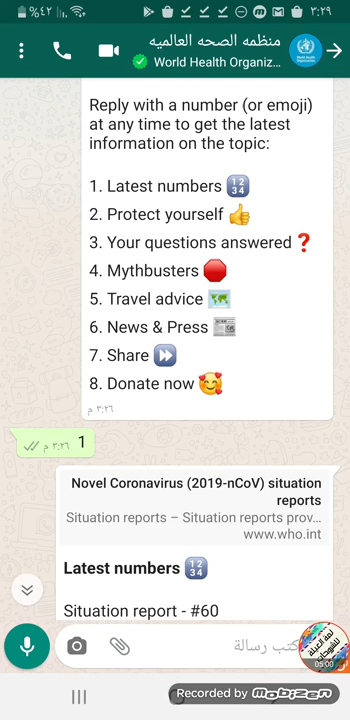 %٤٢ ٣:٢٩
منظمه الصحه العالميه
World Health Organiz...
Reply with a number (or emoji)
at any time to get the latest
information on the topic:
1. Latest numbers 🔢
2. Protect yourself 👍
3. Your questions answered ❓
4. Mythbusters 🛑
5. Travel advice 🗺️
6. News & Press 📰
7. Share ⏩
8. Donate now 🥰
٣:٢٦ م
1 ٣:٢٦ م
Novel Coronavirus (2019-nCoV) situation
reports
Situation reports – Situation reports prov...
www.who.int
Latest numbers 🔢
Situation report - #60
كتب رسالة
05:00
Recorded by mobizen